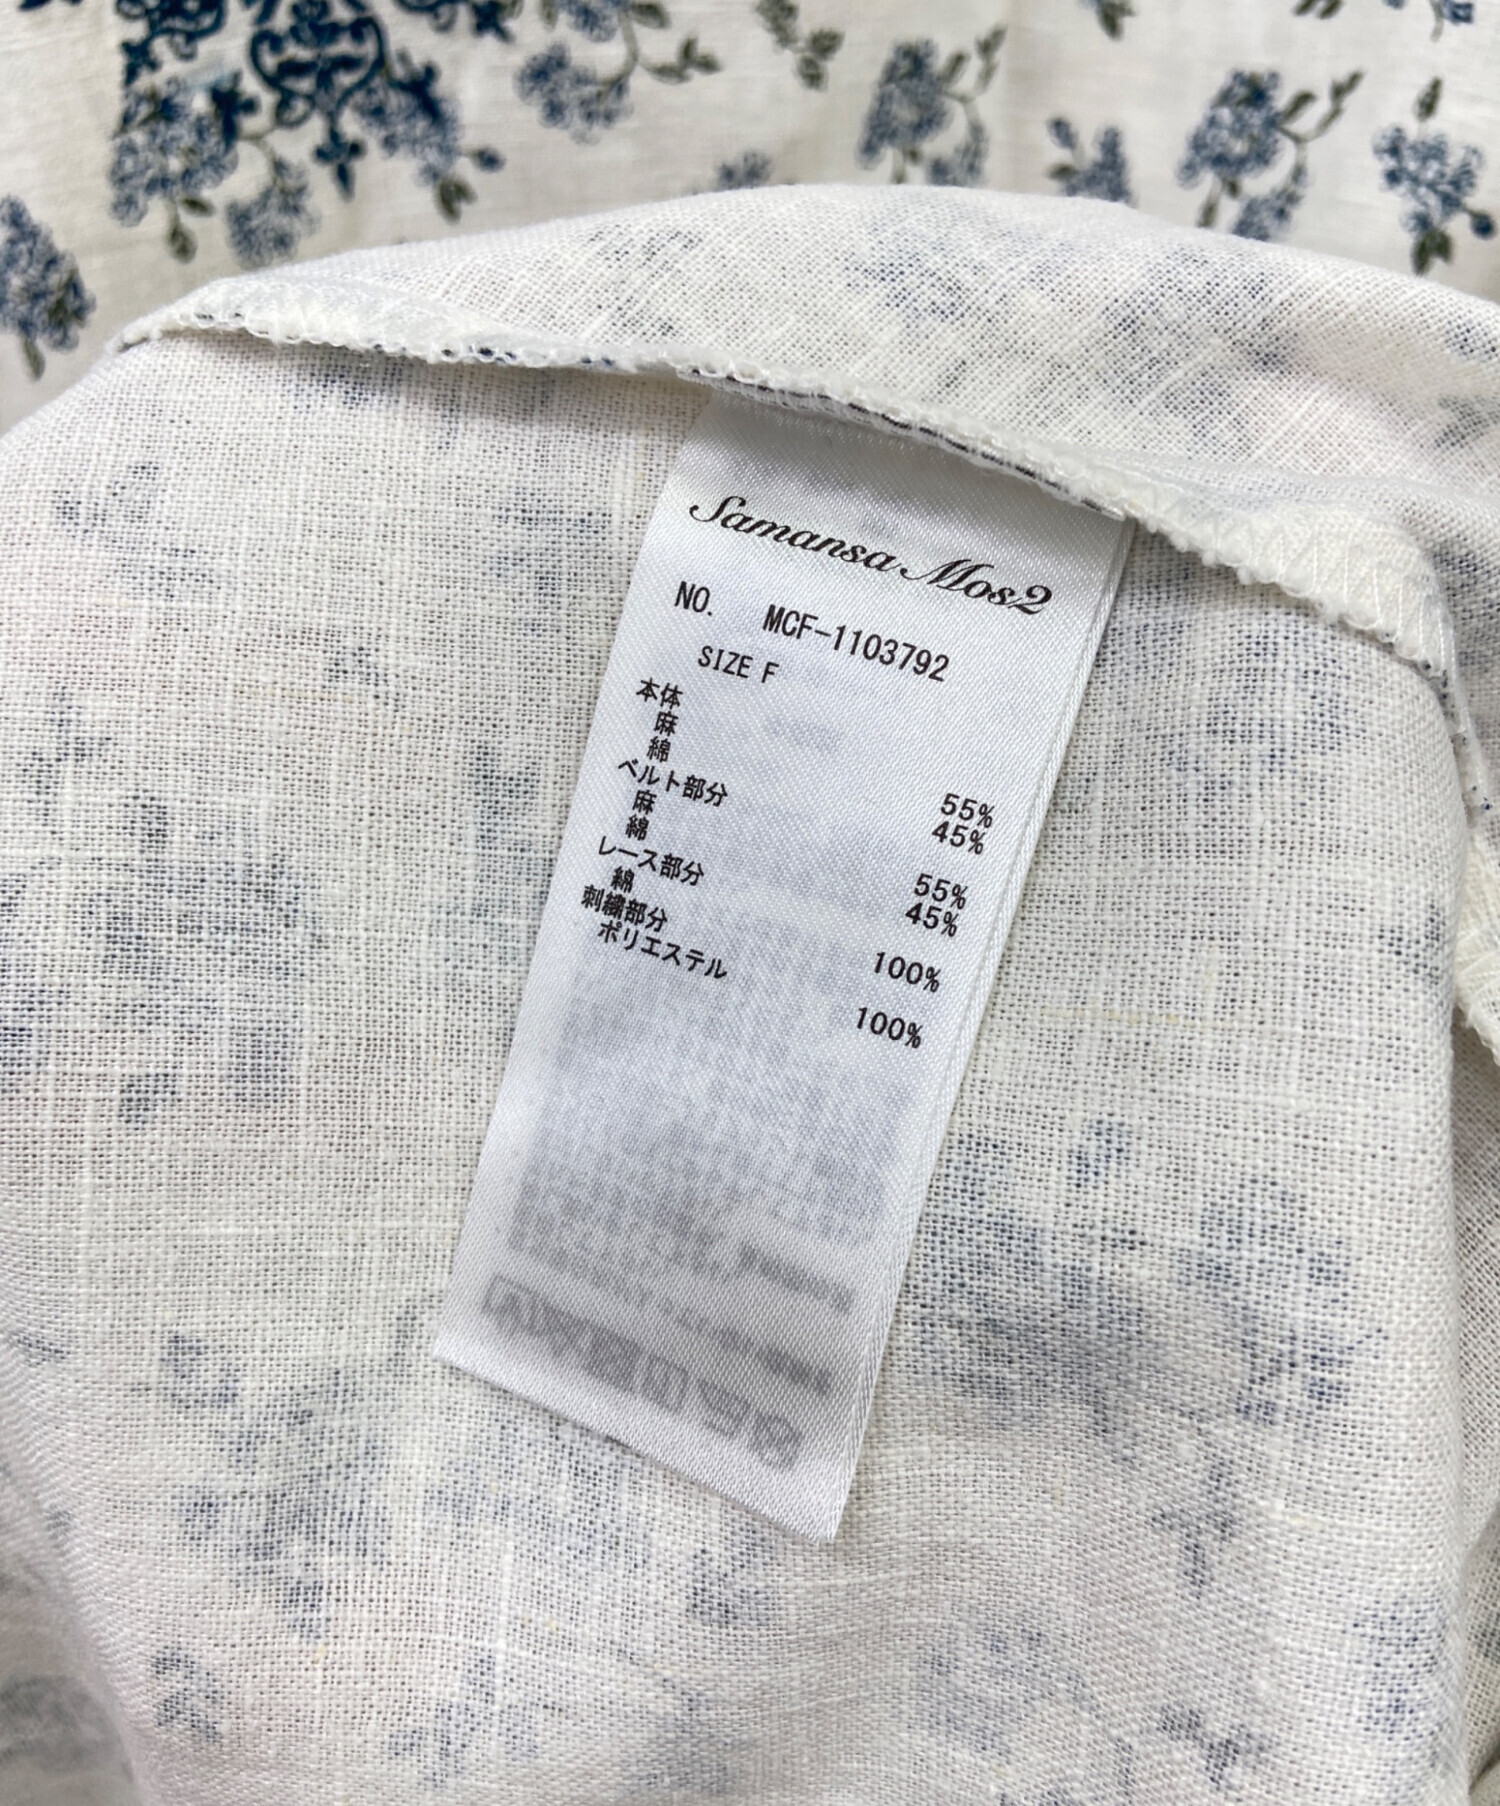 Samansa Mos2
NO. MCF-1103792
SIZE F
本体
麻 55%
綿 45%
ベルト部分
麻 55%
綿 45%
レース部分
綿 100%
刺繍部分
ポリエステル 100%